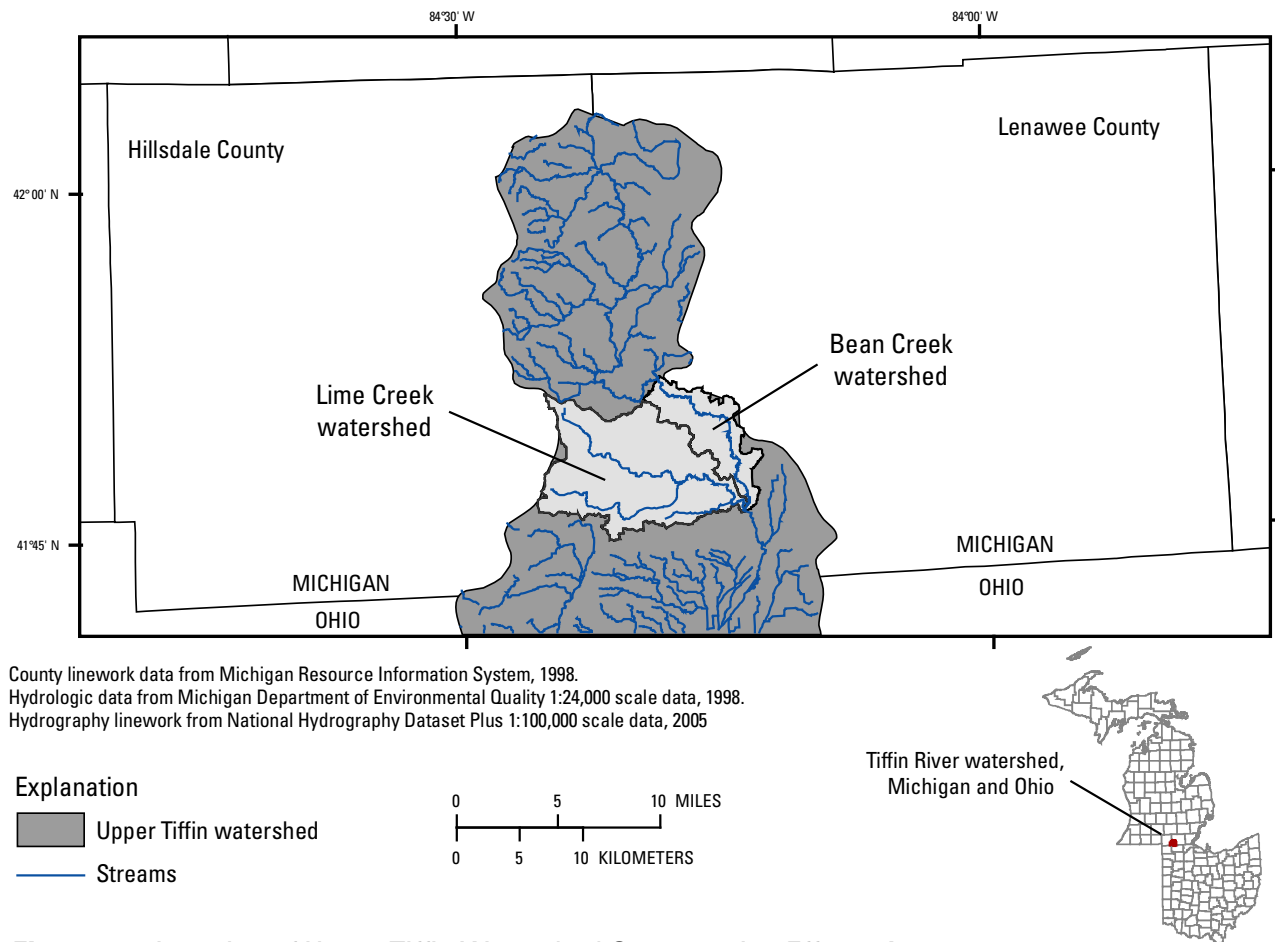 84°30' W
84°00' W
Hillsdale County
Lenawee County
42° 00' N
Bean Creek
watershed
Lime Creek
watershed
41°45' N
MICHIGAN
OHIO
MICHIGAN
OHIO
County linework data from Michigan Resource Information System, 1998.
Hydrologic data from Michigan Department of Environmental Quality 1:24,000 scale data, 1998.
Hydrography linework from National Hydrography Dataset Plus 1:100,000 scale data, 2005
Tiffin River watershed,
Michigan and Ohio
Explanation
Upper Tiffin watershed
Streams
0 5 10 MILES
0 5 10 KILOMETERS